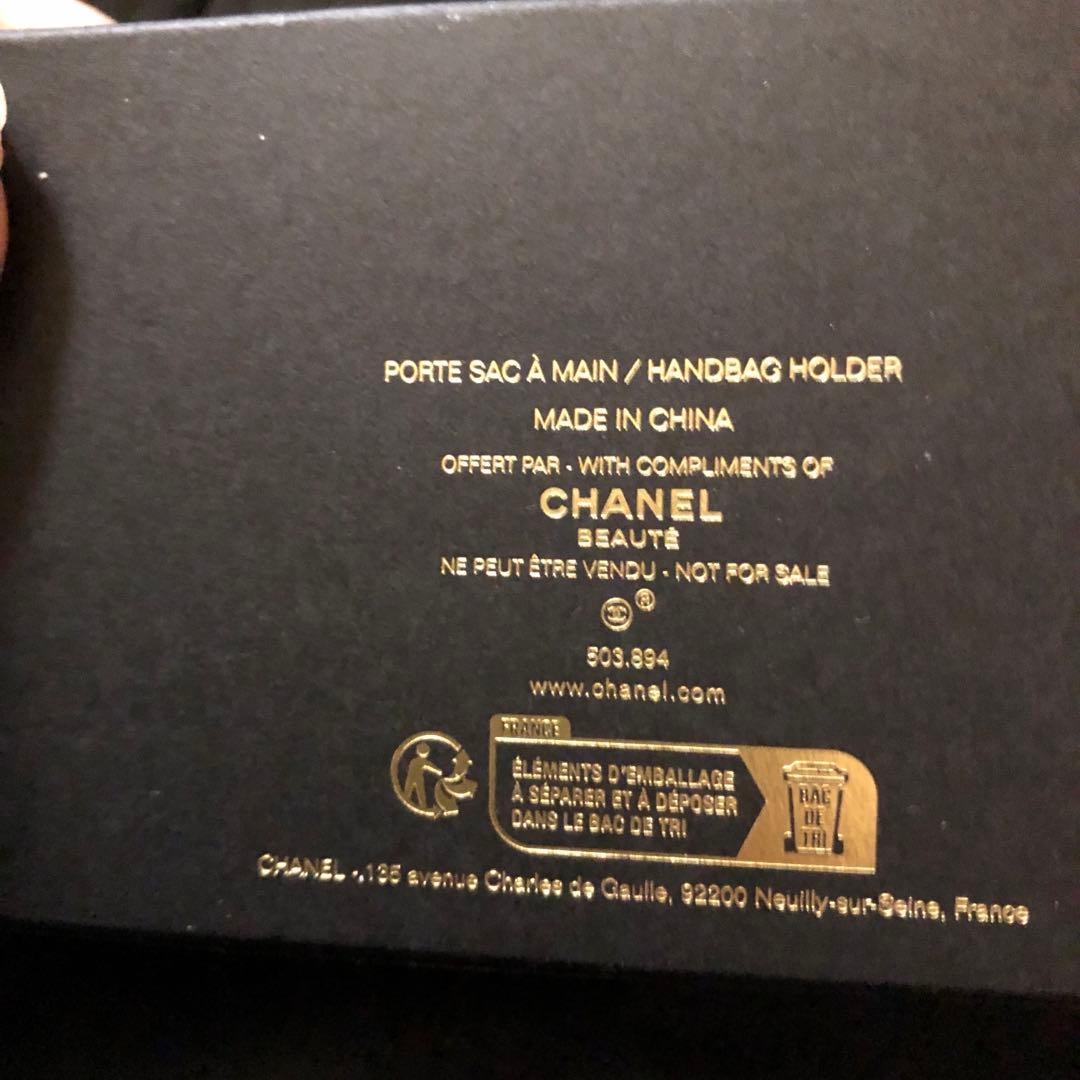 PORTE SAC À MAIN / HANDBAG HOLDER
MADE IN CHINA
OFFERT PAR - WITH COMPLIMENTS OF
CHANEL
BEAUTÉ
NE PEUT ÊTRE VENDU - NOT FOR SALE
®
503.894
www.chanel.com
FRANCE
ÉLÉMENTS D'EMBALLAGE
À SÉPARER ET À DÉPOSER
DANS LE BAC DE TRI
BAC
DE
TRI
CHANEL -.135 avenue Charles de Gaulle, 92200 Neuilly-sur-Seine, France